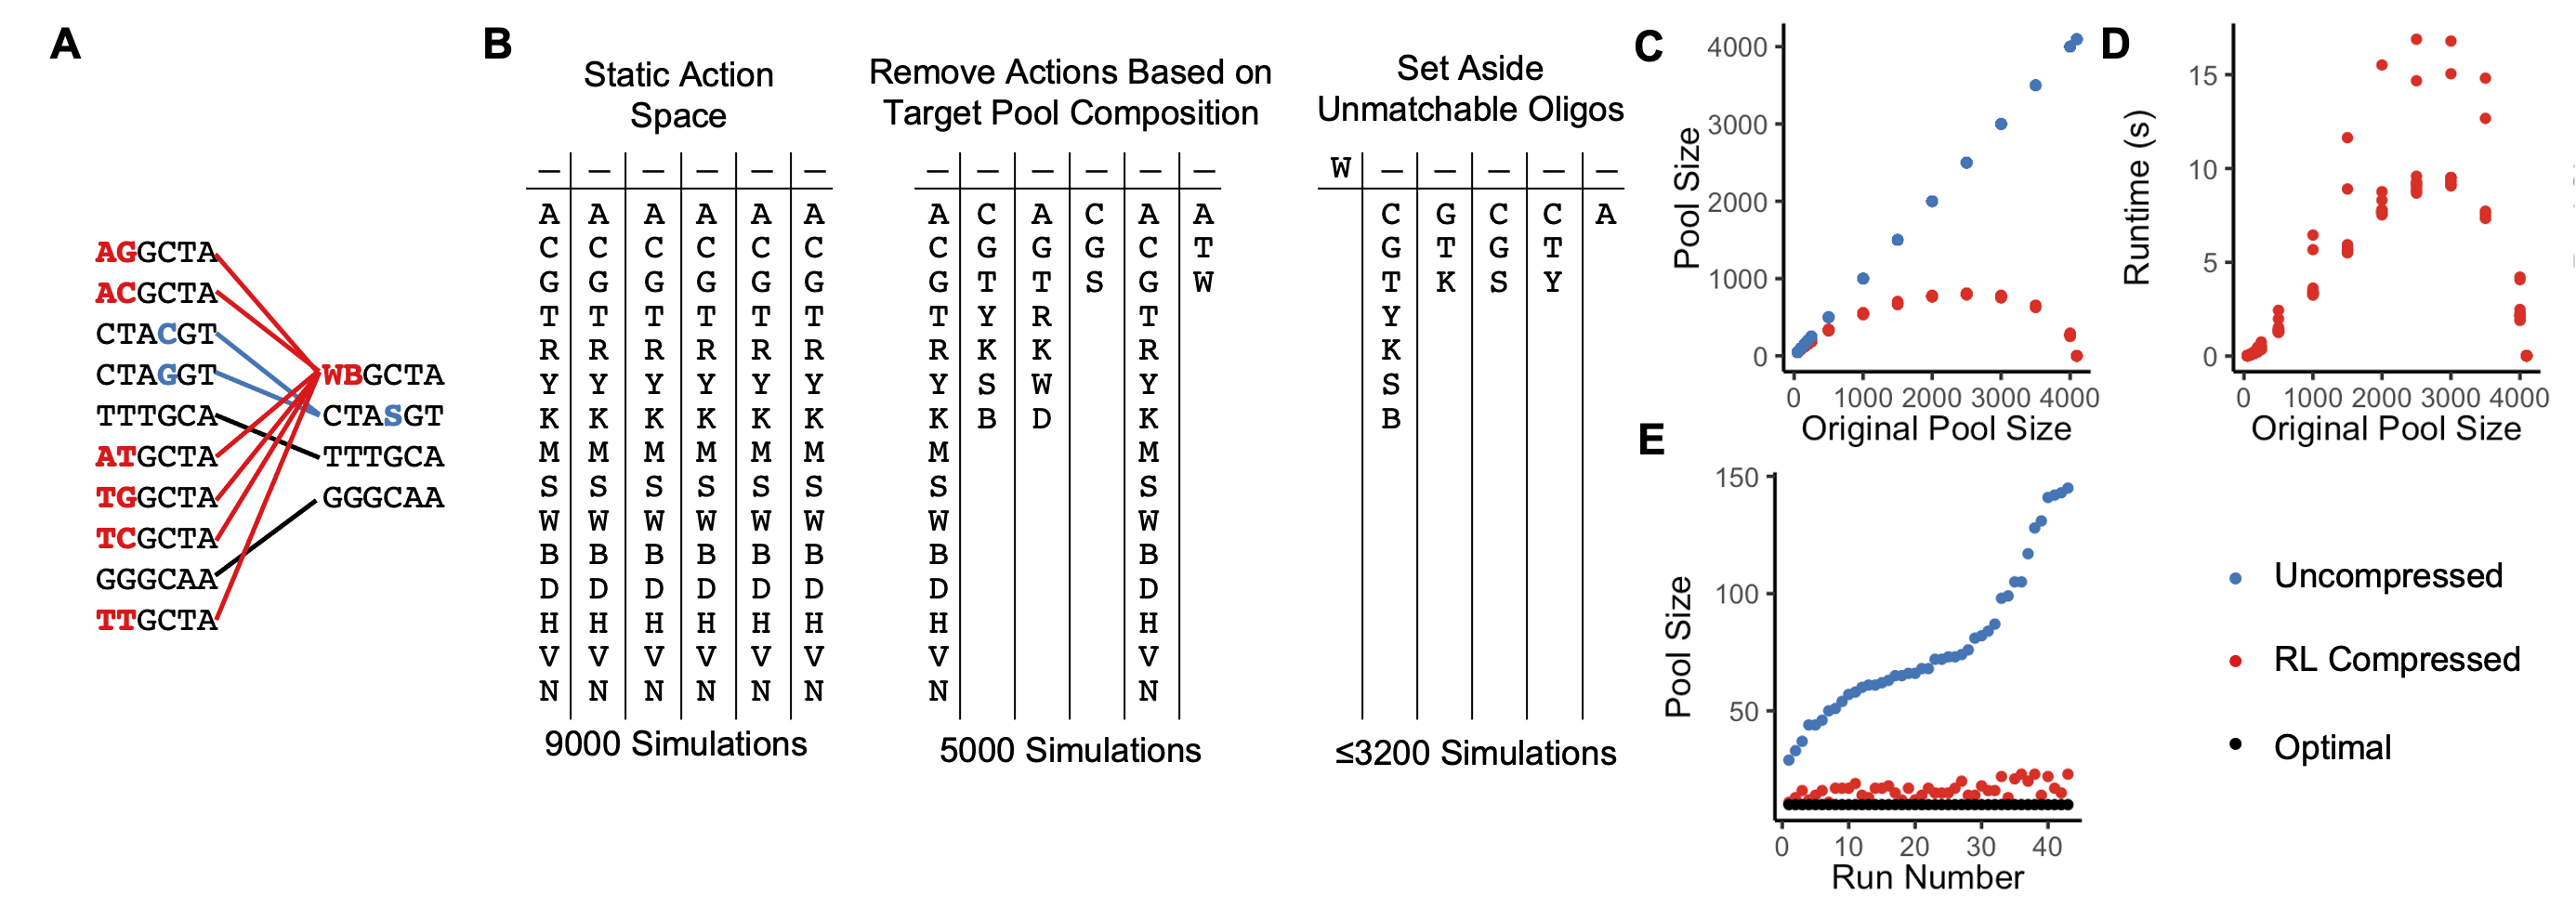 A
AGGCTA
ACGCTA
CTACGT
CTAGGT
TTTGCA
ATGCTA
TGGCTA
TCGCTA
GGGCAA
TTGCTA
WBGCTA
CTASGT
TTTGCA
GGGCAA
B
Static Action
Space
— — — — — —
A A A A A A
C C C C C C
G G G G G G
T T T T T T
R R R R R R
Y Y Y Y Y Y
K K K K K K
M M M M M M
S S S S S S
W W W W W W
B B B B B B
D D D D D D
H H H H H H
V V V V V V
N N N N N N
9000 Simulations
Remove Actions Based on
Target Pool Composition
— — — — — —
A C A C A A
C G G G C T
G T T S G W
T Y R T
R K K R
Y S W Y
K B D K
M M
S S
W W
B B
D D
H H
V V
N N
5000 Simulations
Set Aside
Unmatchable Oligos
W — — — — —
C G C C A
G T G T
T K S Y
Y
K
S
B
≤3200 Simulations
C
Pool Size
4000
3000
2000
1000
0
0 1000 2000 3000 4000
Original Pool Size
D
Runtime (s)
15
10
5
0
0 1000 2000 3000 4000
Original Pool Size
E
Pool Size
150
100
50
0 10 20 30 40
Run Number
Uncompressed
RL Compressed
Optimal